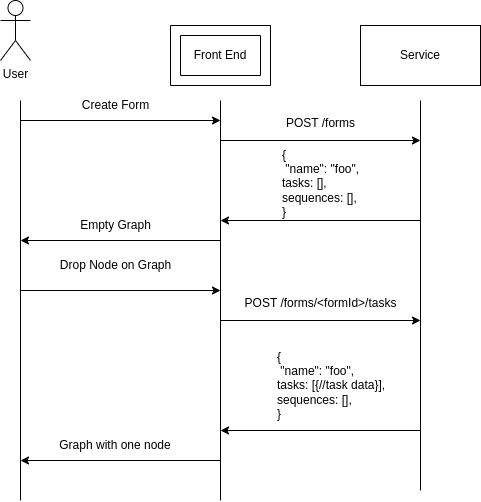 User
Front End
Service
Create Form
POST /forms
{
"name": "foo",
tasks: [],
sequences: [],
}
Empty Graph
Drop Node on Graph
POST /forms/<formId>/tasks
{
"name": "foo",
tasks: [{//task data}],
sequences: [],
}
Graph with one node